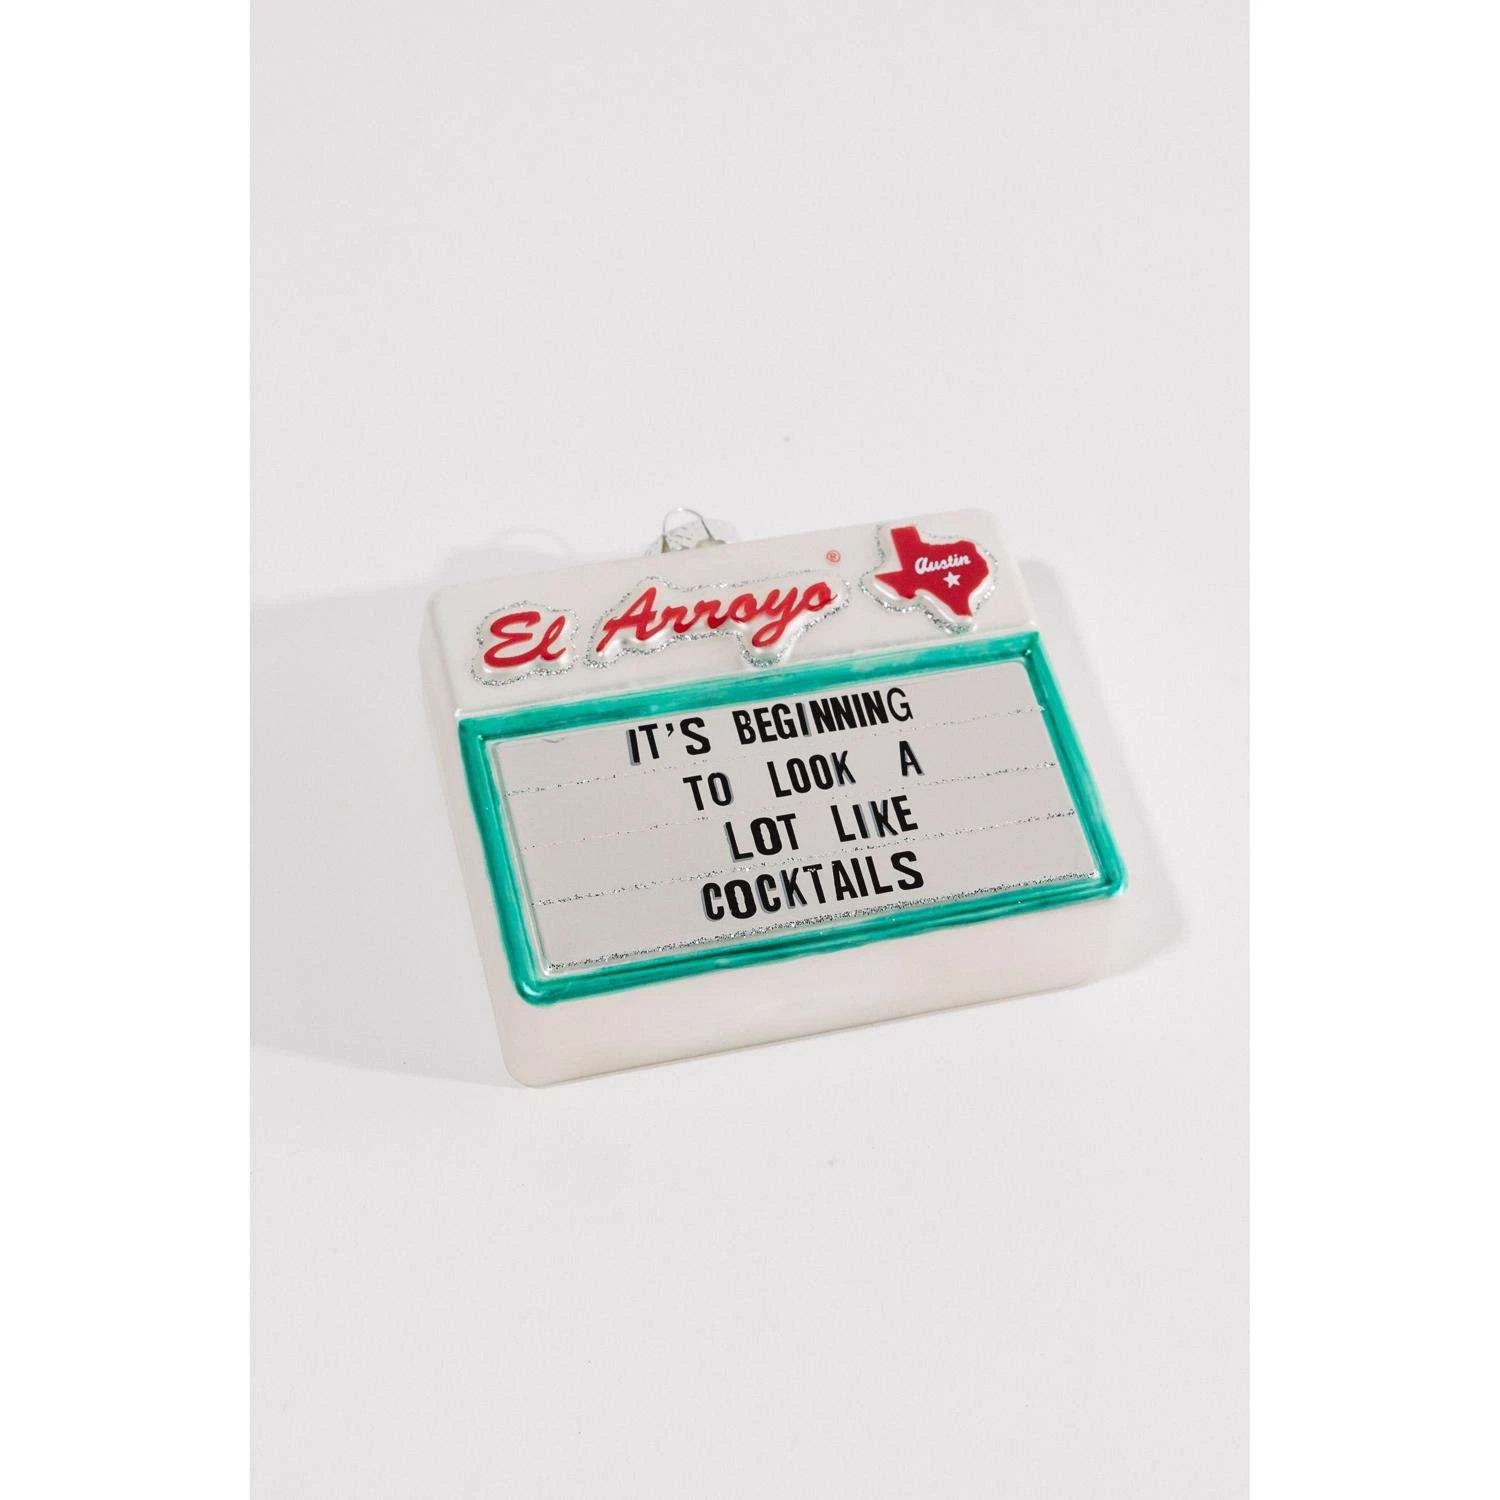 El Arroyo ®
Austin
IT'S BEGINNING
TO LOOK A
LOT LIKE
COCKTAILS